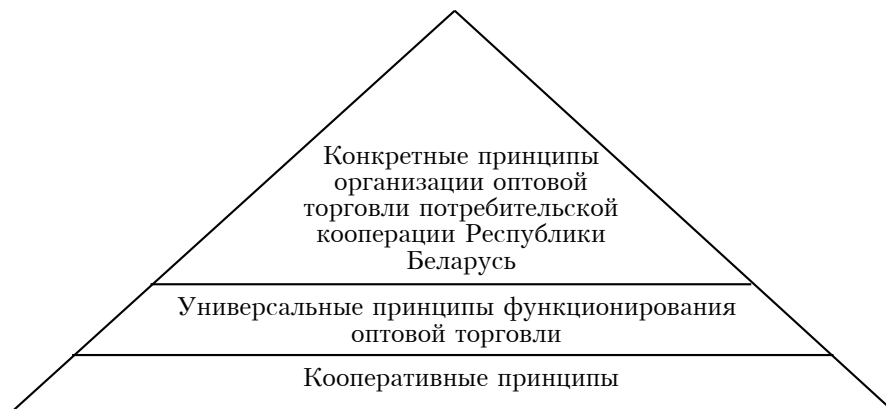 Конкретные принципы
организации оптовой
торговли потребительской
кооперации Республики
Беларусь
Универсальные принципы функционирования
оптовой торговли
Кооперативные принципы